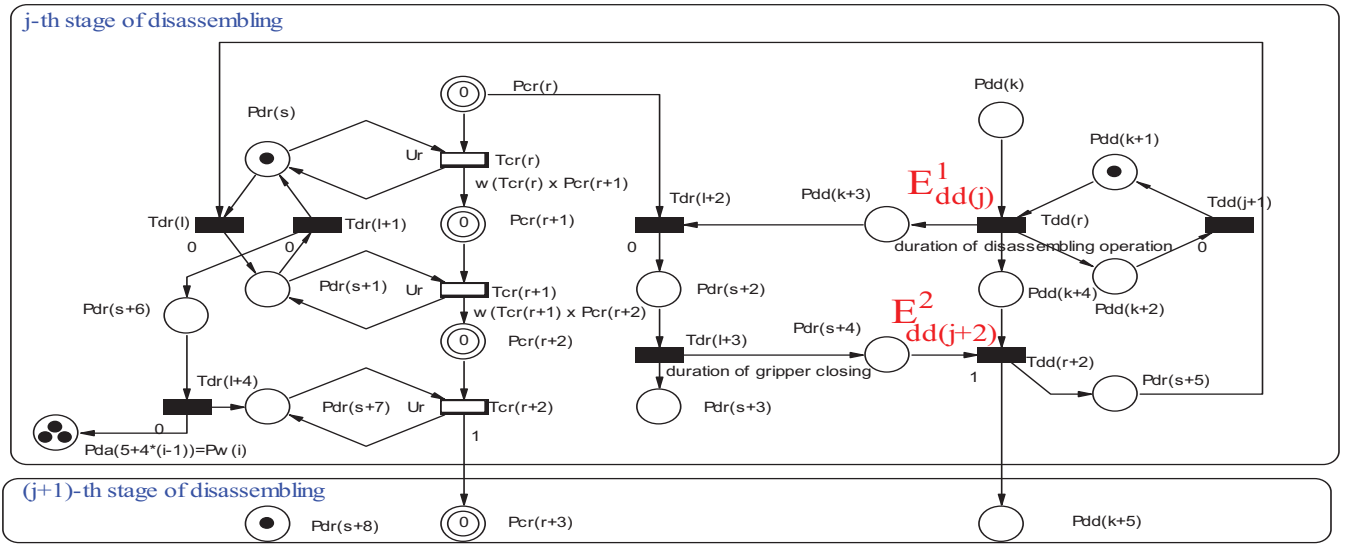 j-th stage of disassembling
Pcr(r)
Pdd(k)
0
Pdr(s)
Pdd(k+1)
Ur
Tcr(r)
w(Tcr(r) x Pcr(r+1)
E¹dd(j)
Tdr(l+2)
Pdd(k+3)
Tdd(j+1)
Tdr(l)
Tdr(l+1)
0
Pcr(r+1)
Tdd(r)
0
0
0
duration of disassembling operation
0
Pdr(s+1)
Ur
Tcr(r+1)
Pdr(s+2)
Pdd(k+4)
Pdd(k+2)
Pdr(s+6)
w(Tcr(r+1) x Pcr(r+2)
E²dd(j+2)
Pdr(s+4)
0
Pcr(r+2)
Tdr(l+3)
Tdd(r+2)
duration of gripper closing
1
Tdr(l+4)
Pdr(s+5)
Pdr(s+7)
Ur
Tcr(r+2)
Pdr(s+3)
0
1
Pda(5+4*(i-1))=Pw(i)
(j+1)-th stage of disassembling
Pdr(s+8)
0
Pcr(r+3)
Pdd(k+5)